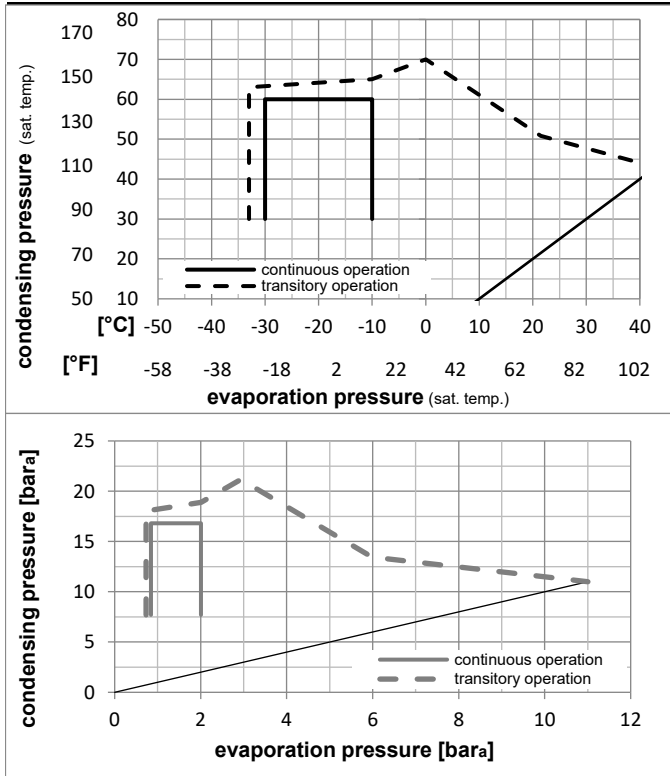 condensing pressure (sat. temp.)
170 80
70
150 60
130 50
110 40
90 30
70 20
50 10
continuous operation
transitory operation
[°C] -50 -40 -30 -20 -10 0 10 20 30 40
[°F] -58 -38 -18 2 22 42 62 82 102
evaporation pressure (sat. temp.)
condensing pressure [bara]
25
20
15
10
5
0
continuous operation
transitory operation
0 2 4 6 8 10 12
evaporation pressure [bara]